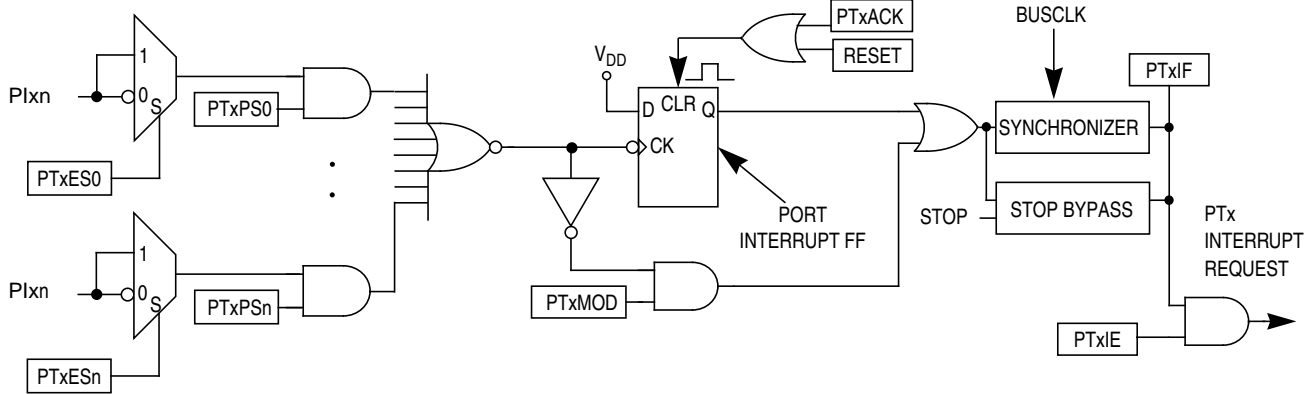 PTxACK
RESET
BUSCLK
PTxIF
VDD
1
PIxn
0
S
PTxPS0
D CLR Q
CK
SYNCHRONIZER
PTxES0
STOP BYPASS
STOP
PORT
INTERRUPT FF
PTx
INTERRUPT
REQUEST
1
PIxn
0
S
PTxPSn
PTxMOD
PTxIE
PTxESn